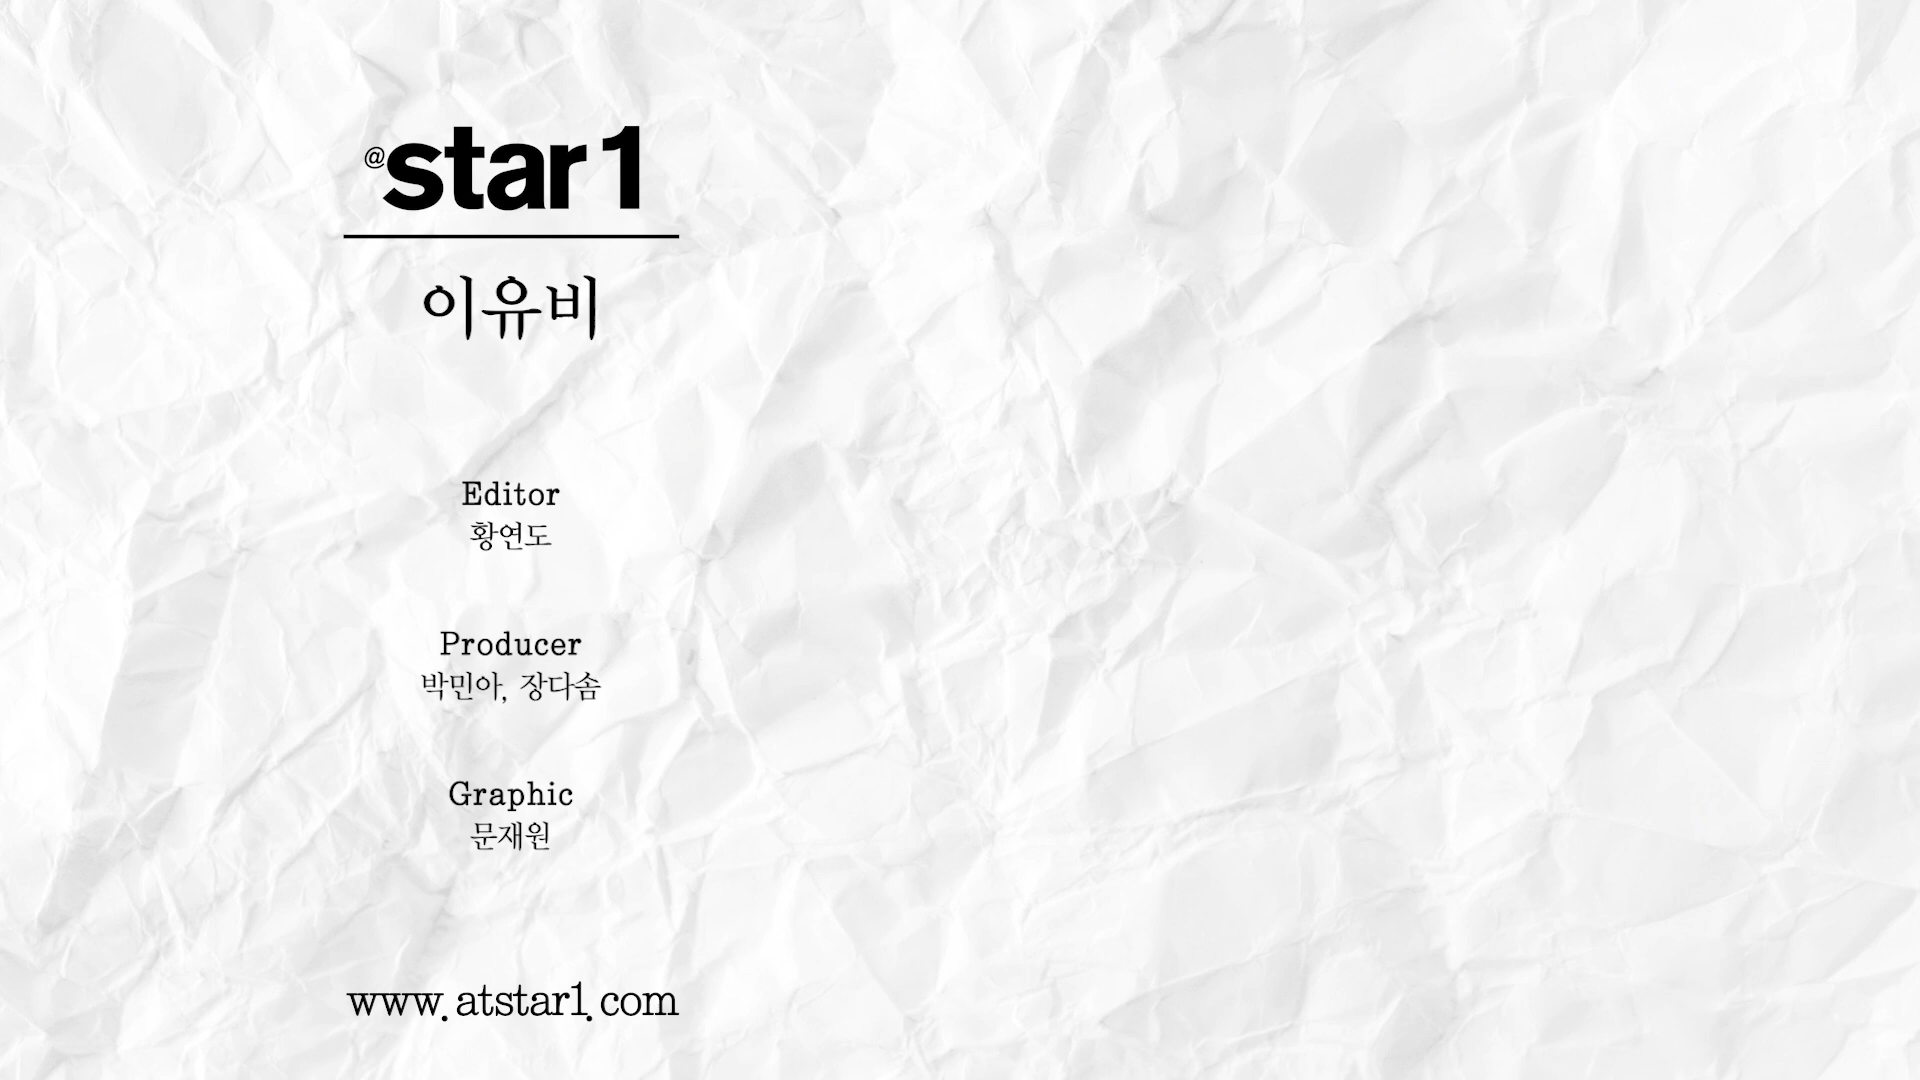 @star1
이유비
Editor
황연도
Producer
박민아, 장다솜
Graphic
문재원
www.atstar1.com